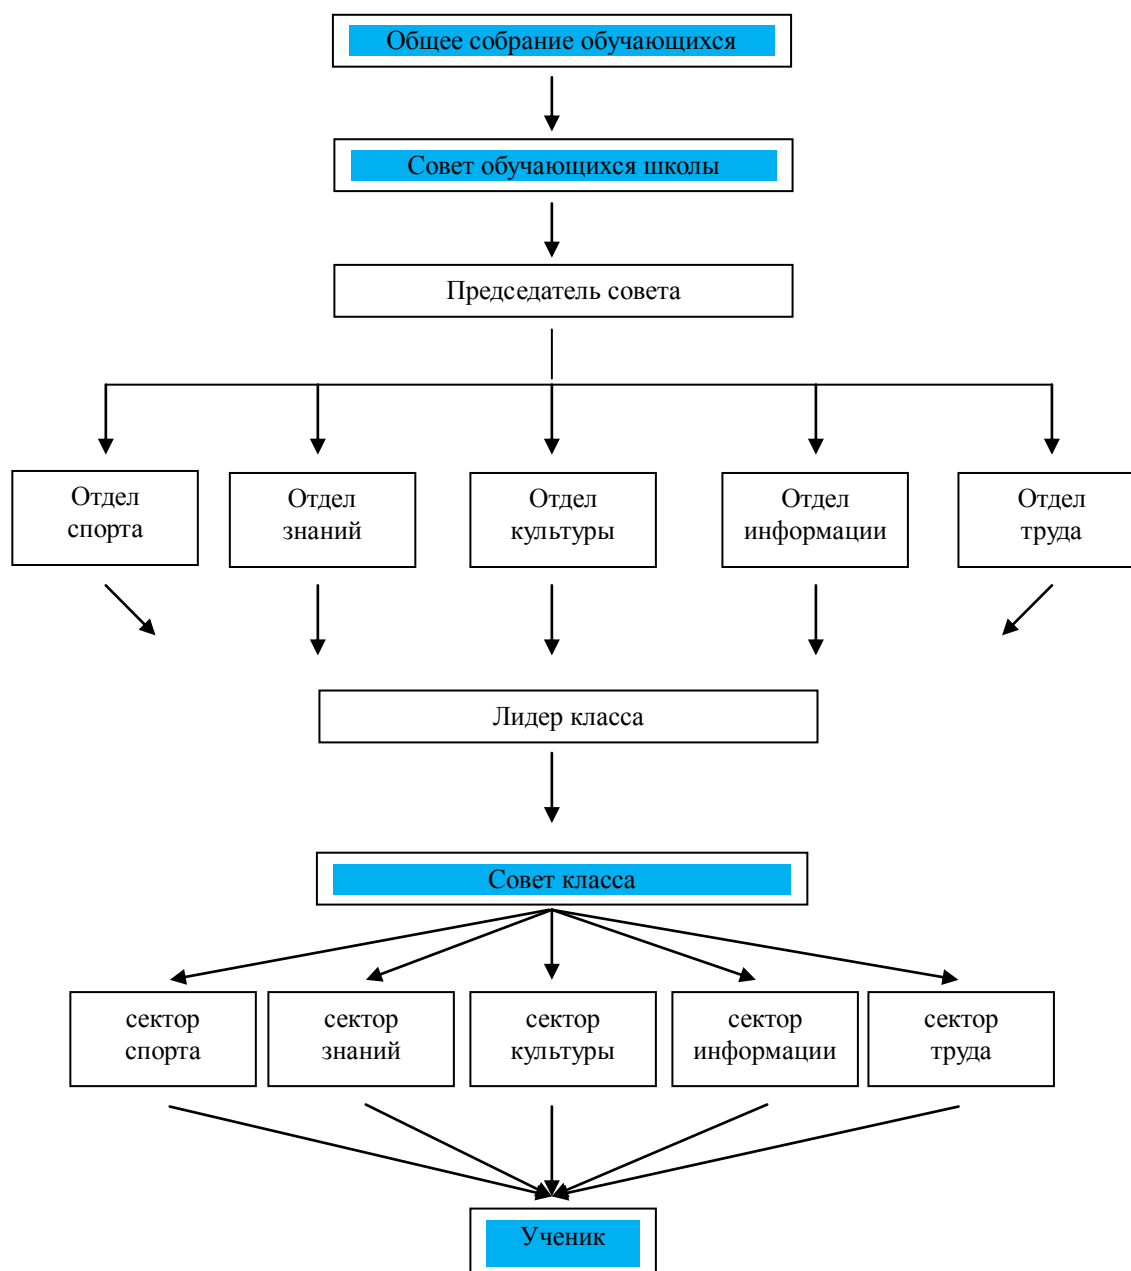 Общее собрание обучающихся
Совет обучающихся школы
Председатель совета
Отдел
спорта
Отдел
знаний
Отдел
культуры
Отдел
информации
Отдел
труда
Лидер класса
Совет класса
сектор
спорта
сектор
знаний
сектор
культуры
сектор
информации
сектор
труда
Ученик